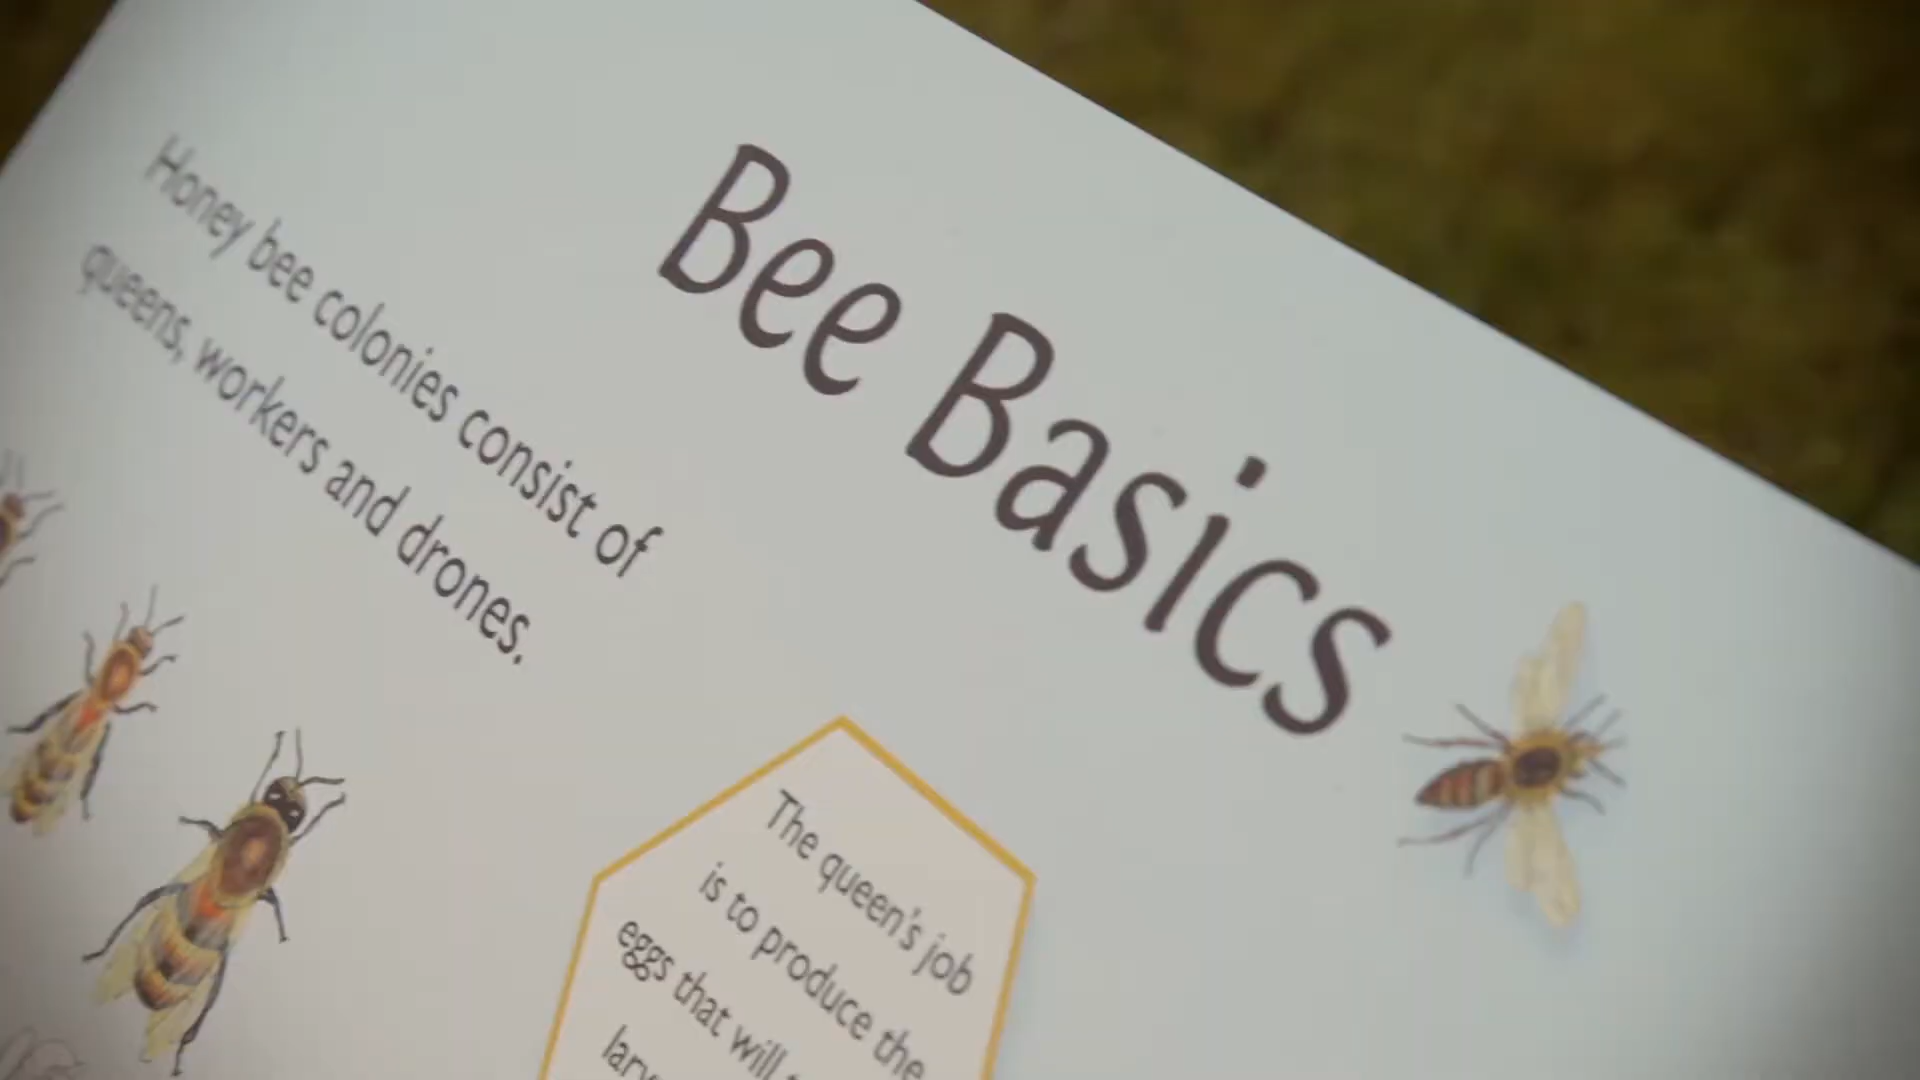 Bee Basics
Honey bee colonies consist of
queens, workers and drones.
The queen's job
is to produce the
eggs that will